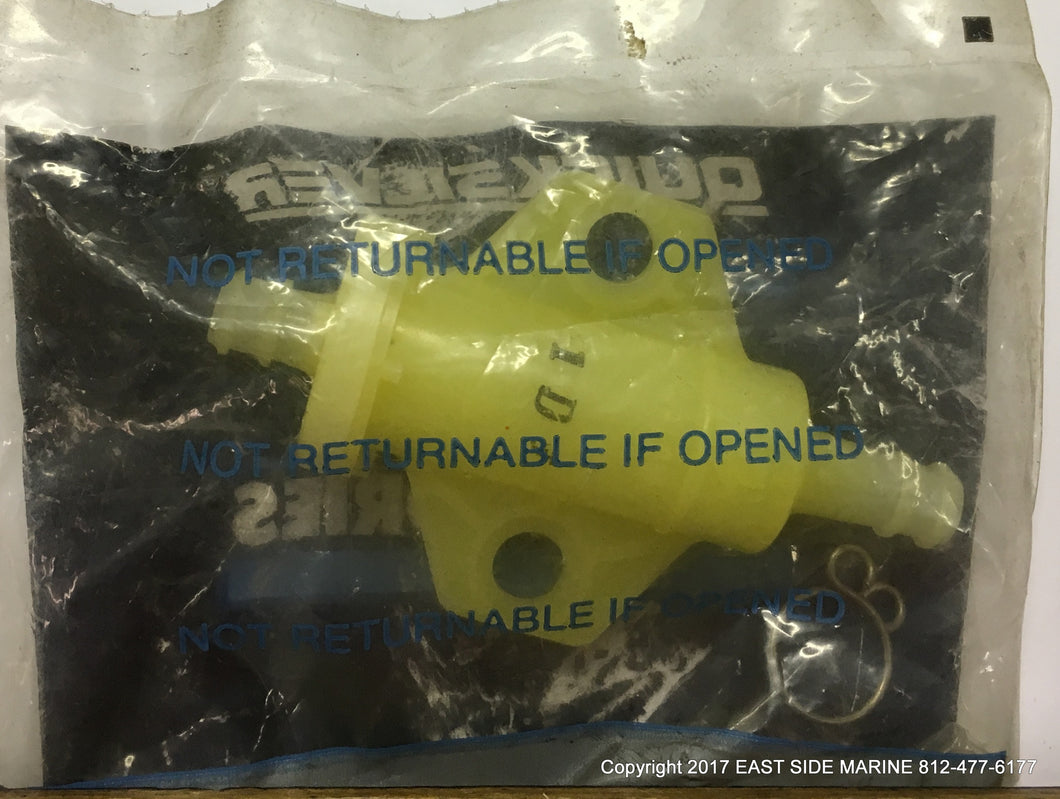 QUICKSILVER
NOT RETURNABLE IF OPENED
1 D
NOT RETURNABLE IF OPENED
NOT RETURNABLE IF OPENED
Copyright 2017 EAST SIDE MARINE 812-477-6177